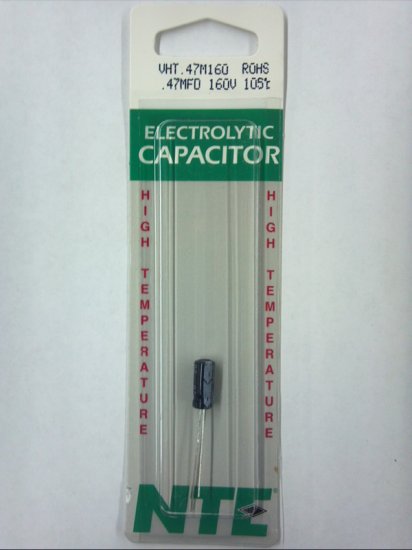 VHT.47M160 ROHS
.47MFD 160V 105℃
ELECTROLYTIC
CAPACITOR
HIGH TEMPERATURE
HIGH TEMPERATURE
NTE